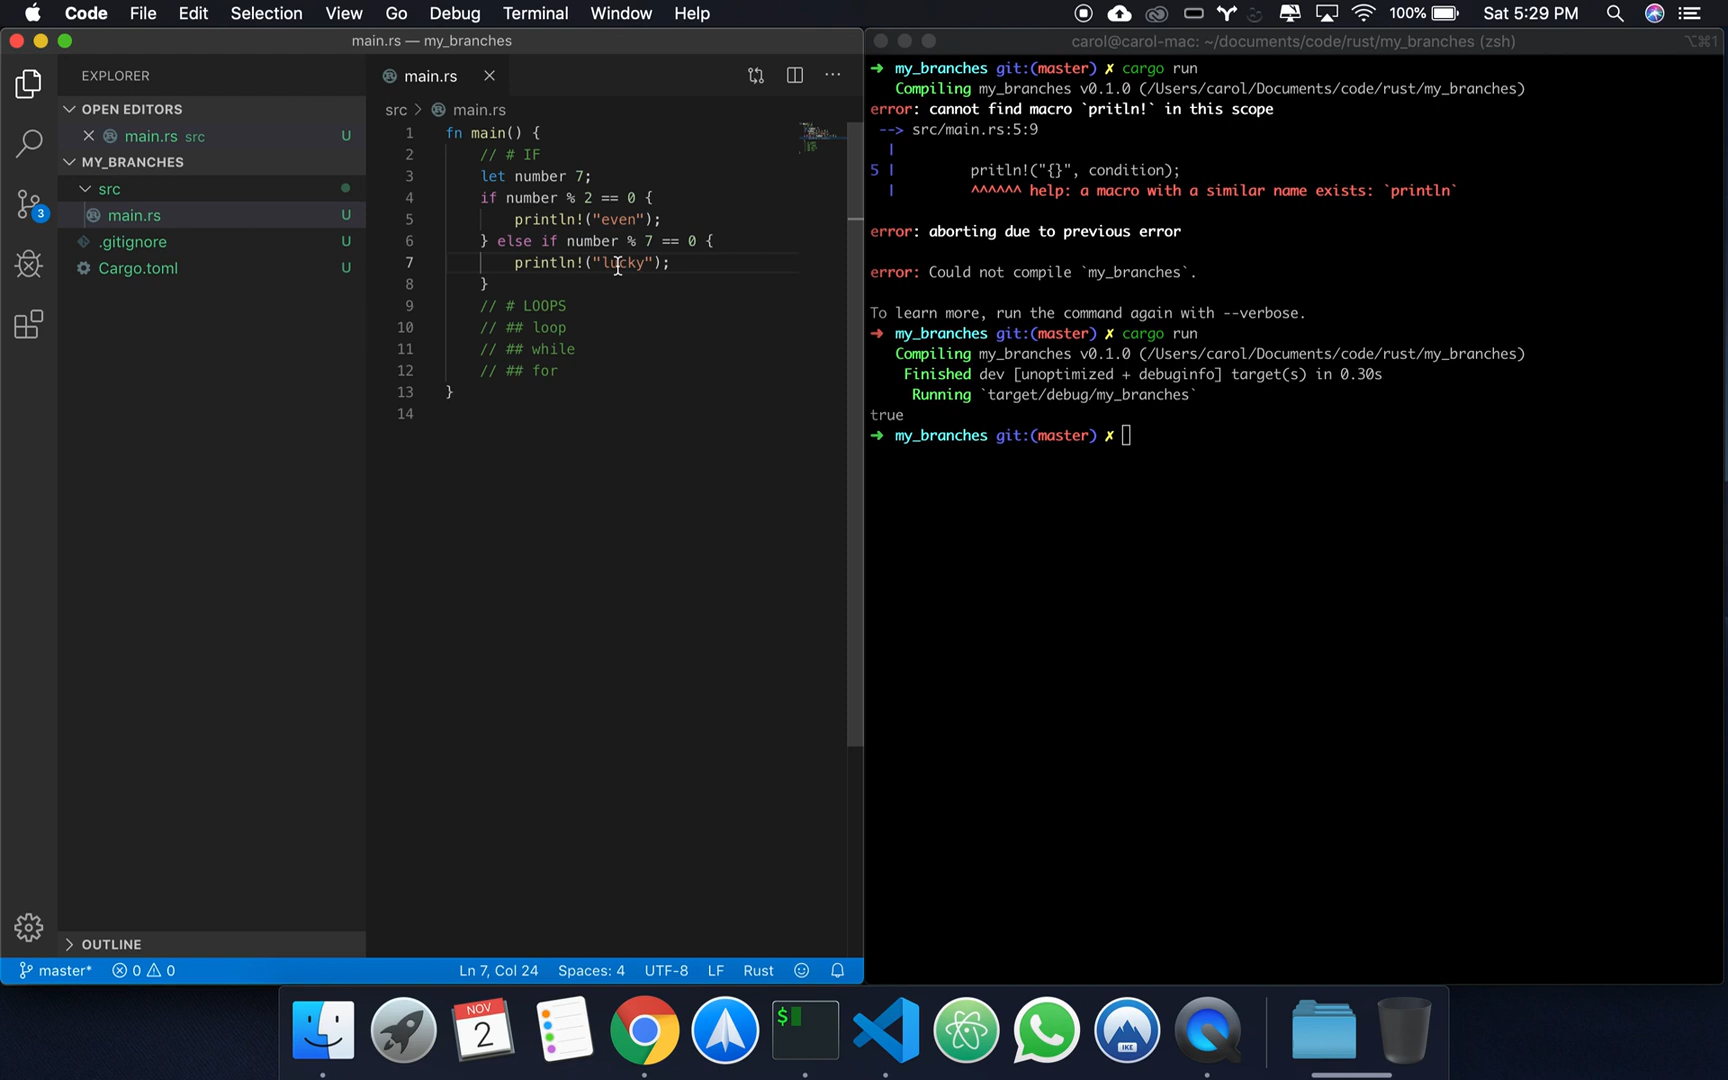 Code File Edit Selection View Go Debug Terminal Window Help 100% Sat 5:29 PM
main.rs — my_branches
EXPLORER
OPEN EDITORS
main.rs src U
MY_BRANCHES
src
main.rs U
.gitignore U
Cargo.toml U
OUTLINE
main.rs
src > main.rs
1 fn main() {
2 // # IF
3 let number 7;
4 if number % 2 == 0 {
5 println!("even");
6 } else if number % 7 == 0 {
7 println!("lucky");
8 }
9 // # LOOPS
10 // ## loop
11 // ## while
12 // ## for
13 }
14
master* 0 0 Ln 7, Col 24 Spaces: 4 UTF-8 LF Rust
3
carol@carol-mac: ~/documents/code/rust/my_branches (zsh) ⌥⌘1
➜ my_branches git:(master) ✗ cargo run
Compiling my_branches v0.1.0 (/Users/carol/Documents/code/rust/my_branches)
error: cannot find macro `pritln!` in this scope
--> src/main.rs:5:9
|
5 | pritln!("{}", condition);
| ^^^^^^ help: a macro with a similar name exists: `println`
error: aborting due to previous error
error: Could not compile `my_branches`.
To learn more, run the command again with --verbose.
➜ my_branches git:(master) ✗ cargo run
Compiling my_branches v0.1.0 (/Users/carol/Documents/code/rust/my_branches)
Finished dev [unoptimized + debuginfo] target(s) in 0.30s
Running `target/debug/my_branches`
true
➜ my_branches git:(master) ✗
NOV
2
$
IKE